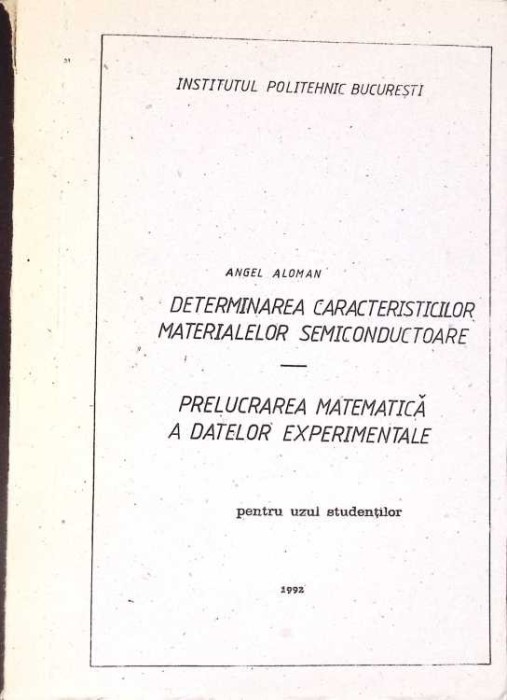 INSTITUTUL POLITEHNIC BUCUREȘTI
ANGEL ALOMAN
DETERMINAREA CARACTERISTICILOR
MATERIALELOR SEMICONDUCTOARE
—
PRELUCRAREA MATEMATICĂ
A DATELOR EXPERIMENTALE
pentru uzul studenților
1992